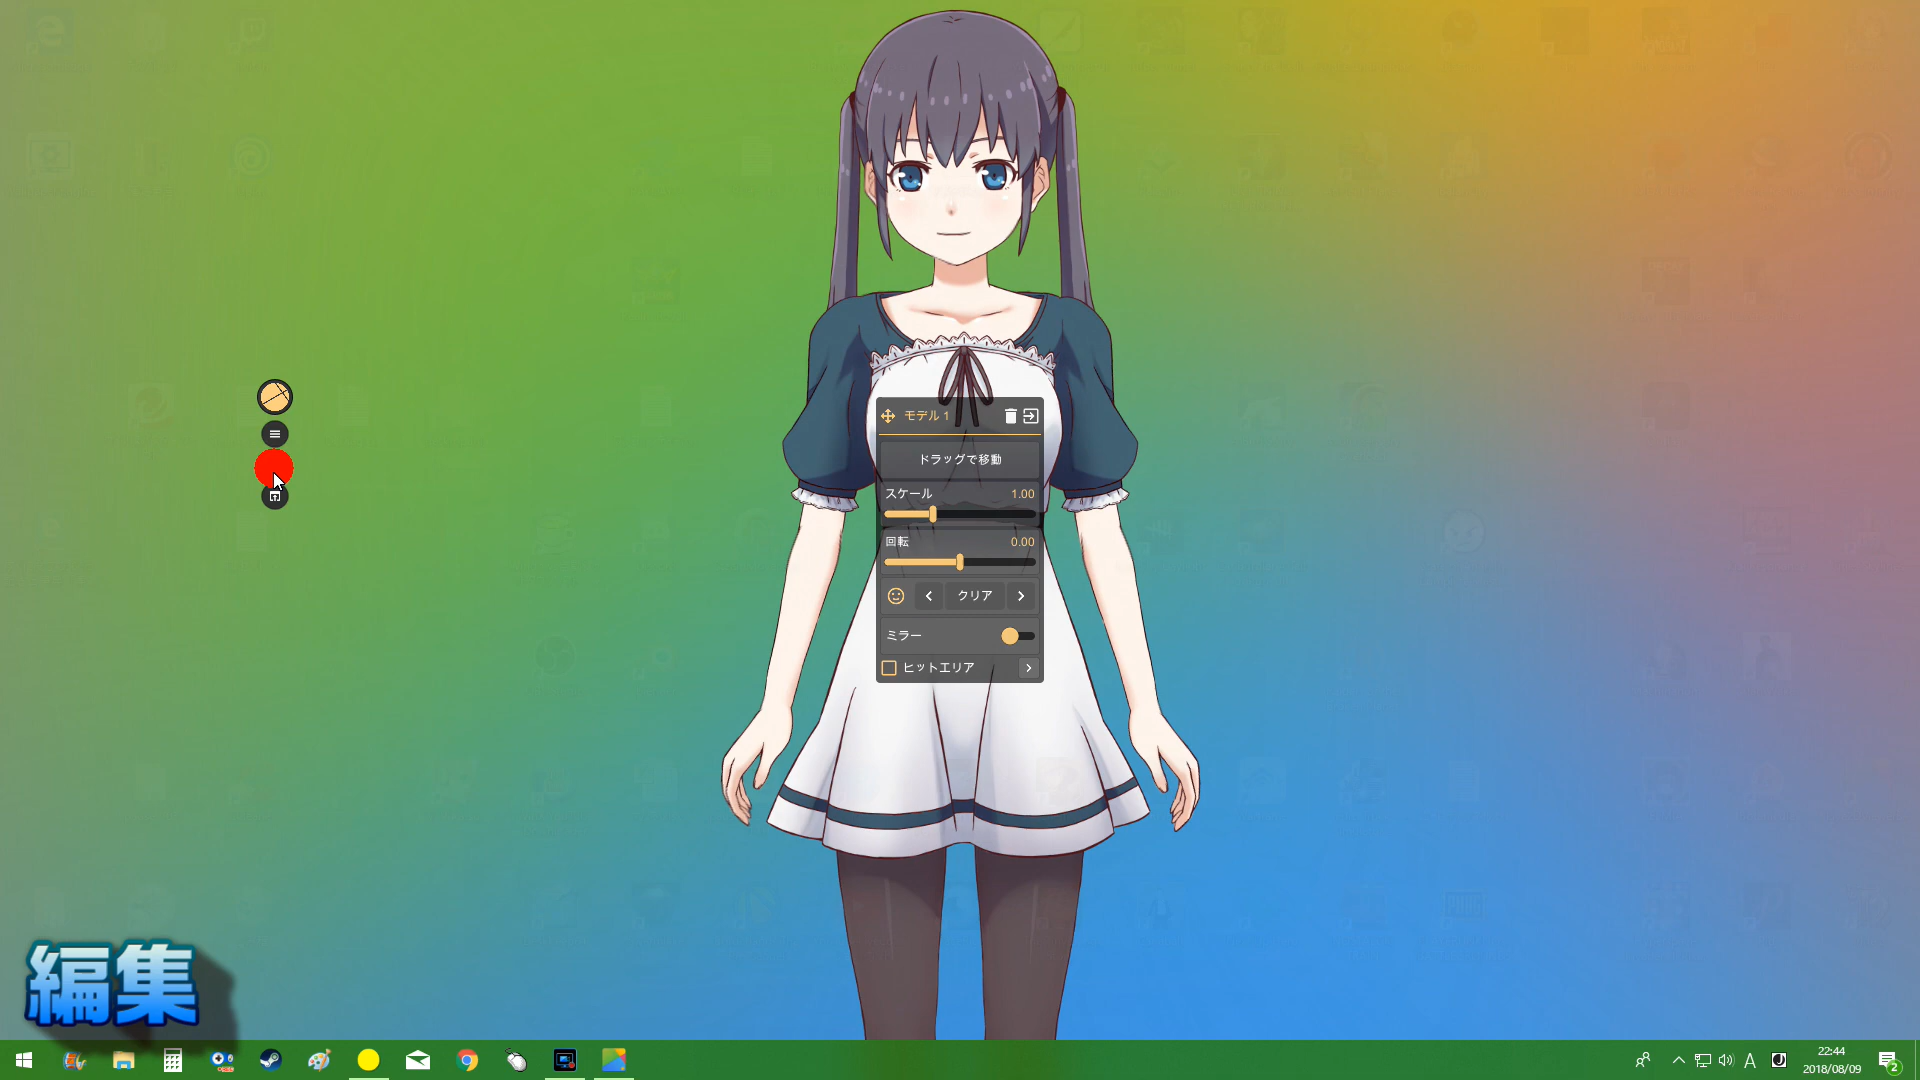 モデル 1
ドラッグで移動
スケール 1.00
回転 0.00
クリア
ミラー
ヒットエリア
編集
A
22:44
2018/08/09
2